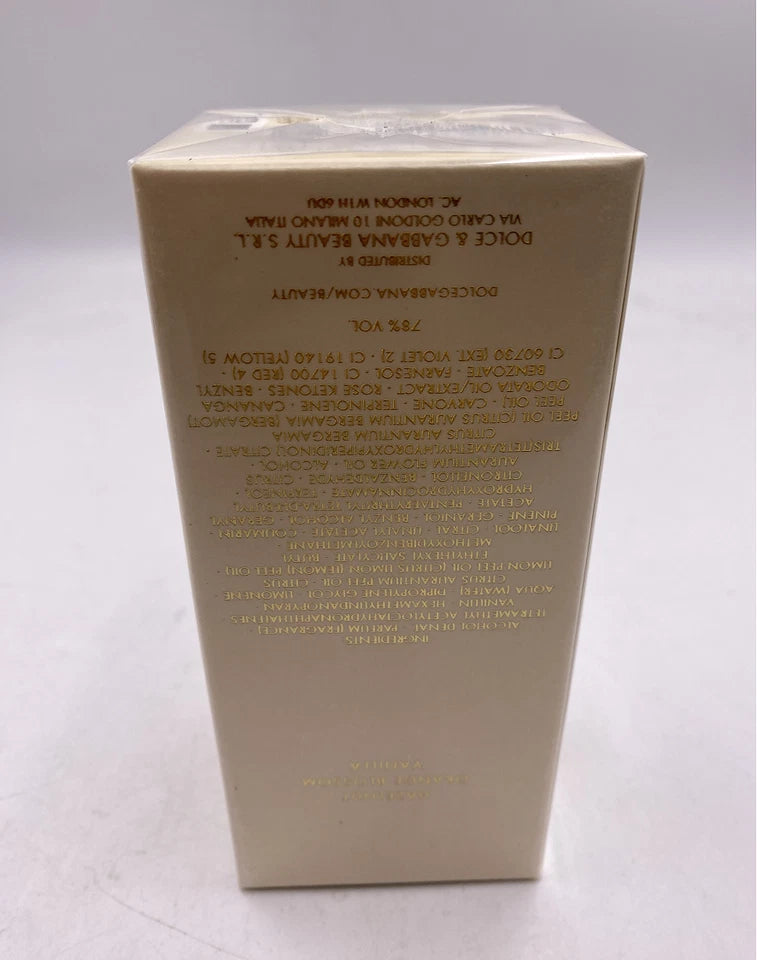 ORANGE BLOSSOM
VANILLA
INGREDIENTS:
ALCOHOL DENAT. • PARFUM (FRAGRANCE)
TETRAMETHYL ACETYLOCTAHYDRONAPHTHALENES
VANILLIN • HEXAMETHYLINDANOPYRAN
AQUA (WATER) • DIPROPYLENE GLYCOL • LIMONENE
CITRUS AURANTIUM PEEL OIL • CITRUS
LIMON PEEL OIL (CITRUS LIMON (LEMON) PEEL OIL)
ETHYLHEXYL SALICYLATE • BUTYL
METHOXYDIBENZOYLMETHANE •
LINALOOL • CITRAL • LINALYL ACETATE • COUMARIN
PINENE • GERANIOL • BENZYL ALCOHOL • GERANYL
ACETATE • PENTAERYTHRITYL TETRA-DI-T-BUTYL
HYDROXYHYDROCINNAMATE • TERPINEOL
CITRONELLOL • BENZALDEHYDE • CITRUS
AURANTIUM FLOWER OIL • ALCOHOL
TRIS(TETRAMETHYLHYDROXYPIPERIDINOL) CITRATE
CITRUS AURANTIUM BERGAMIA
PEEL OIL (CITRUS AURANTIUM BERGAMIA (BERGAMOT)
PEEL OIL) • CARVONE • TERPINOLENE • CANANGA
ODORATA OIL/EXTRACT • ROSE KETONES • BENZYL
BENZOATE • FARNESOL • CI 14700 (RED 4)
CI 60730 (EXT. VIOLET 2) • CI 19140 (YELLOW 5)
78% VOL.
DOLCEGABBANA.COM/BEAUTY
DISTRIBUTED BY
DOLCE & GABBANA BEAUTY S.R.L.
VIA CARLO GOLDONI 10 MILANO ITALIA
AC. LONDON W1H 6DU